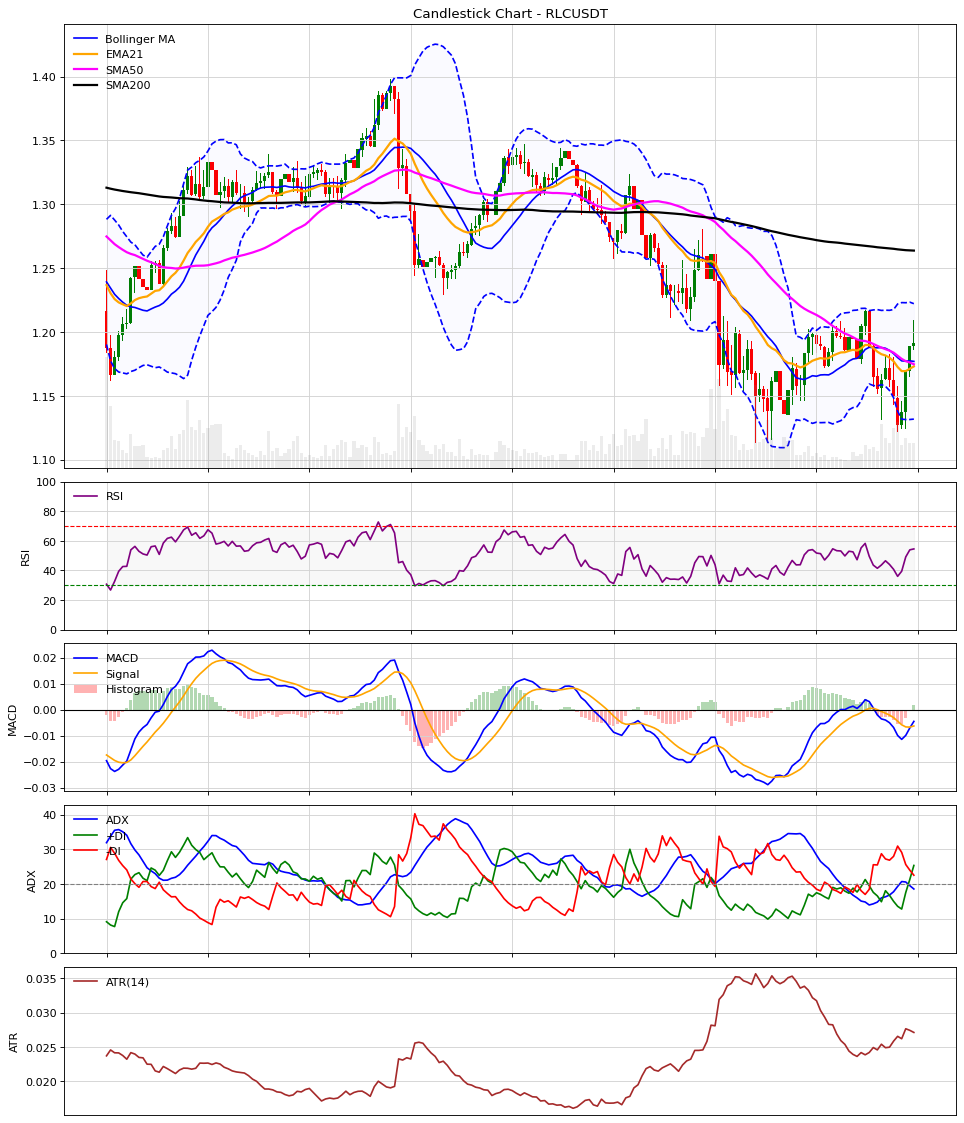 Candlestick Chart - RLCUSDT
Bollinger MA
EMA21
SMA50
SMA200
1.40
1.35
1.30
1.25
1.20
1.15
1.10
RSI
RSI
100
80
60
40
20
0
MACD
Signal
Histogram
MACD
0.02
0.01
0.00
−0.01
−0.02
−0.03
ADX
+DI
-DI
ADX
40
30
20
10
0
ATR(14)
ATR
0.035
0.030
0.025
0.020